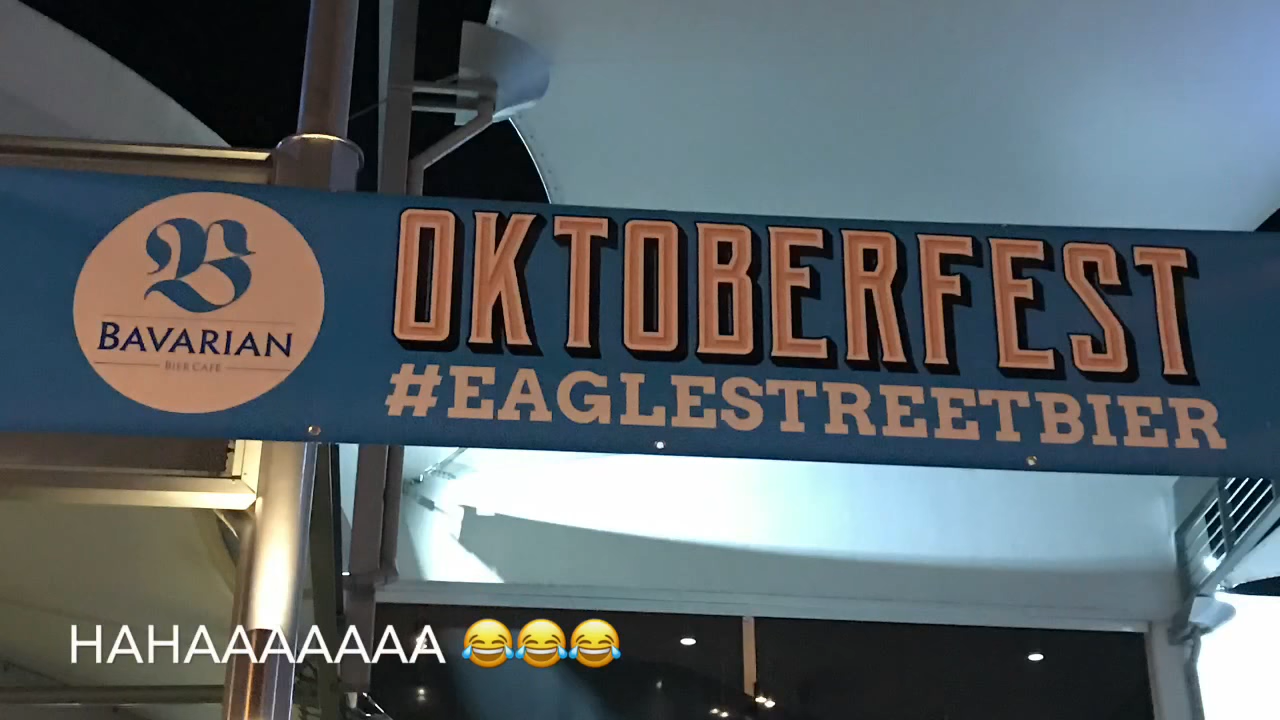 B
BAVARIAN
BIER CAFE
OKTOBERFEST
#EAGLESTREETBIER
HAHAAAAAAA 😂😂😂